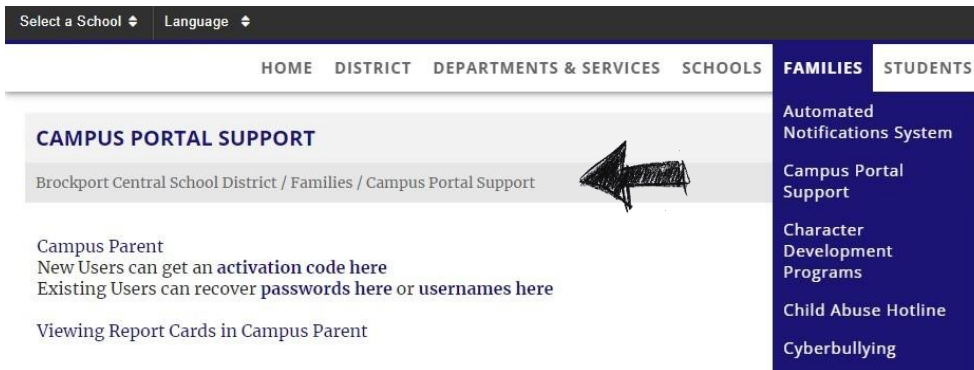 Select a School Language
HOME DISTRICT DEPARTMENTS & SERVICES SCHOOLS FAMILIES STUDENTS
CAMPUS PORTAL SUPPORT
Brockport Central School District / Families / Campus Portal Support
Campus Parent
New Users can get an activation code here
Existing Users can recover passwords here or usernames here
Viewing Report Cards in Campus Parent
Automated
Notifications System
Campus Portal
Support
Character
Development
Programs
Child Abuse Hotline
Cyberbullying